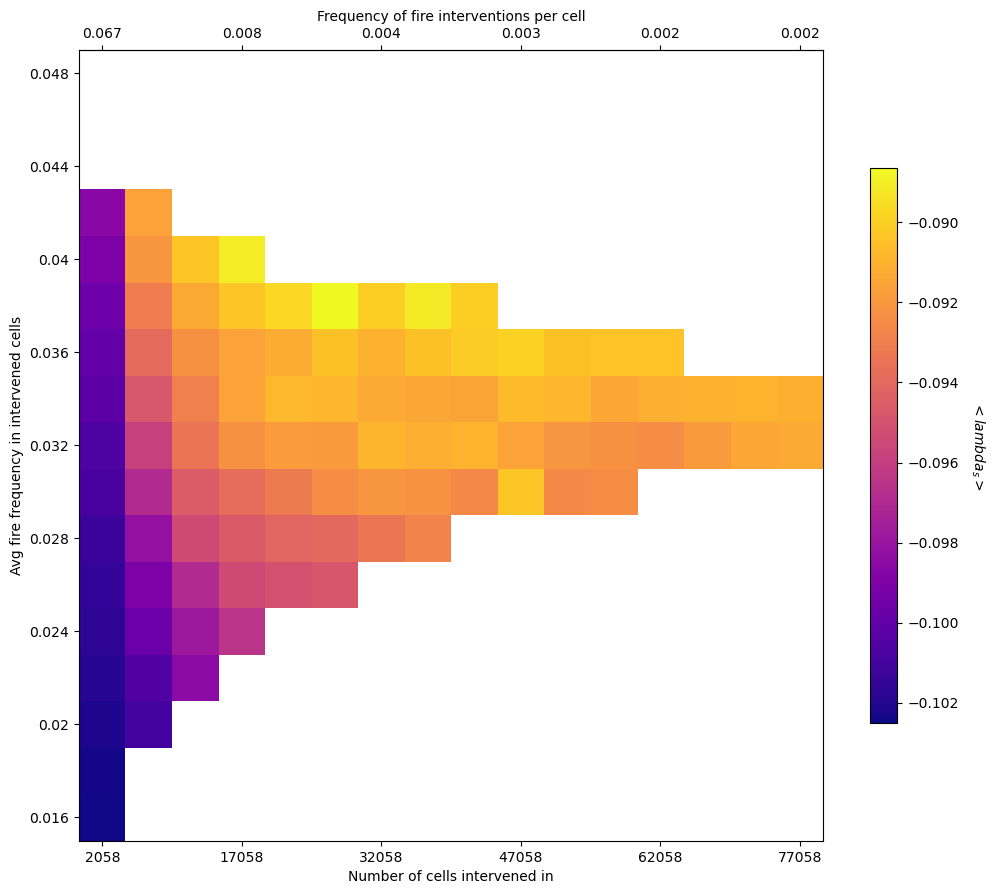 Frequency of fire interventions per cell
0.067 0.008 0.004 0.003 0.002 0.002
Avg fire frequency in intervened cells
0.048
0.044
0.04
0.036
0.032
0.028
0.024
0.02
0.016
2058 17058 32058 47058 62058 77058
Number of cells intervened in
−0.090
−0.092
−0.094
−0.096
−0.098
−0.100
−0.102
<lambda_s>